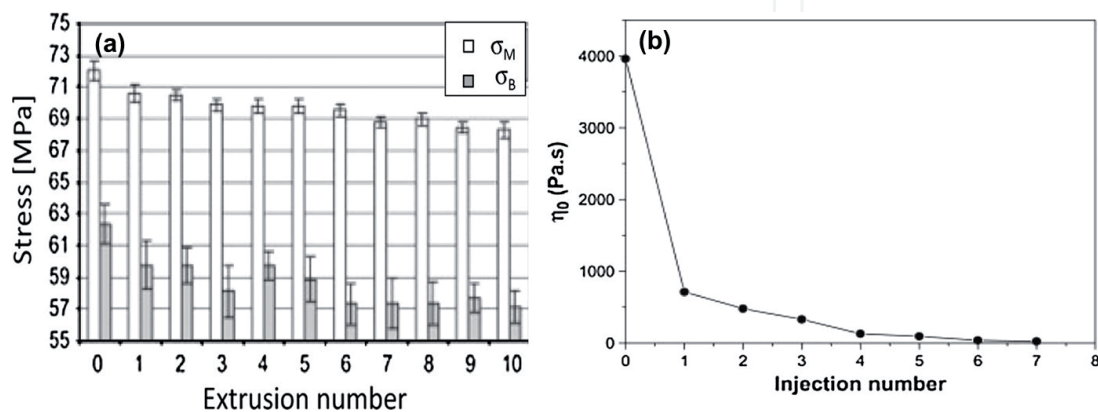 (a)
σM
σB
75
73
71
69
67
65
63
61
59
57
55
Stress [MPa]
0 1 2 3 4 5 6 7 8 9 10
Extrusion number
(b)
4000
3000
2000
1000
0
η0 (Pa.s)
0 1 2 3 4 5 6 7 8
Injection number